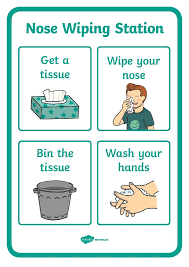 Nose Wiping Station
Get a
tissue
Wipe your
nose
Bin the
tissue
Wash your
hands